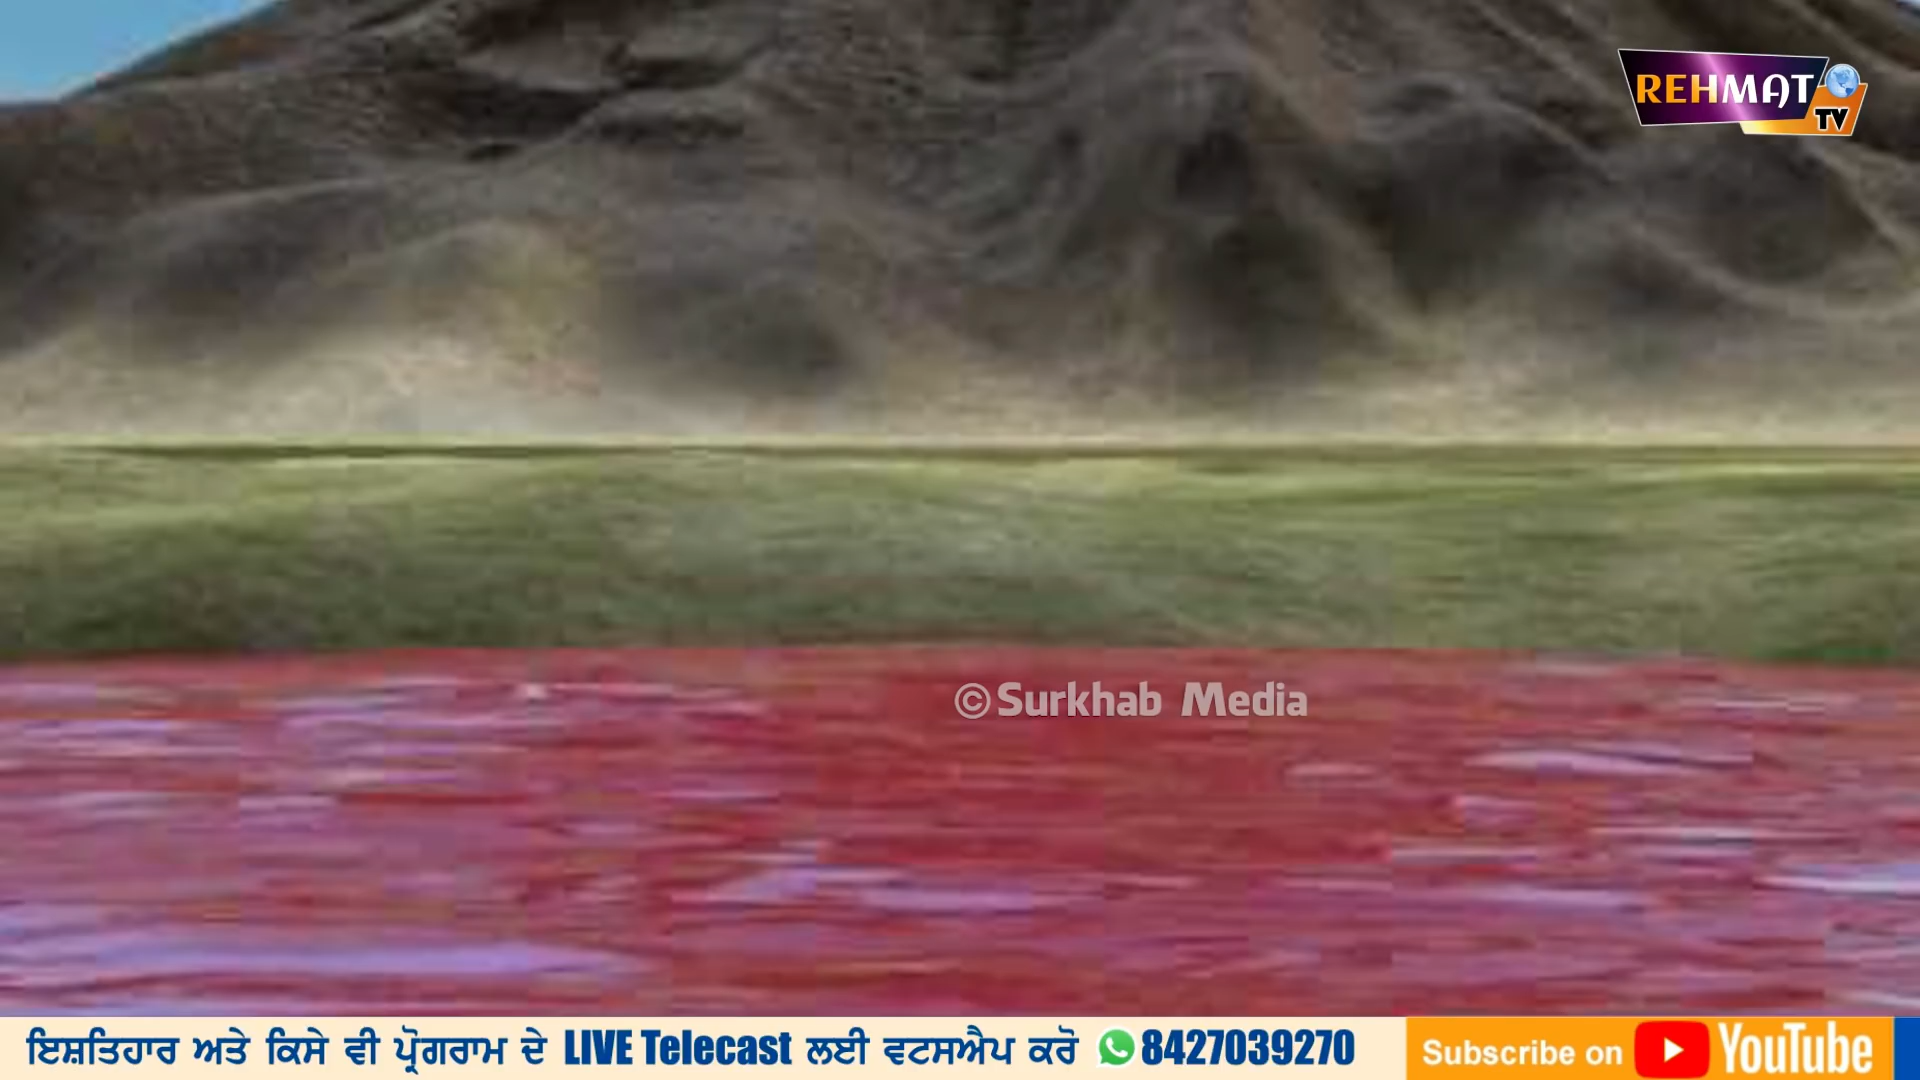 REHMAT
TV
©Surkhab Media
ਇਸ਼ਤਿਹਾਰ ਅਤੇ ਕਿਸੇ ਵੀ ਪ੍ਰੋਗਰਾਮ ਦੇ LIVE Telecast ਲਈ ਵਟਸਐਪ ਕਰੋ 8427039270 Subscribe on YouTube